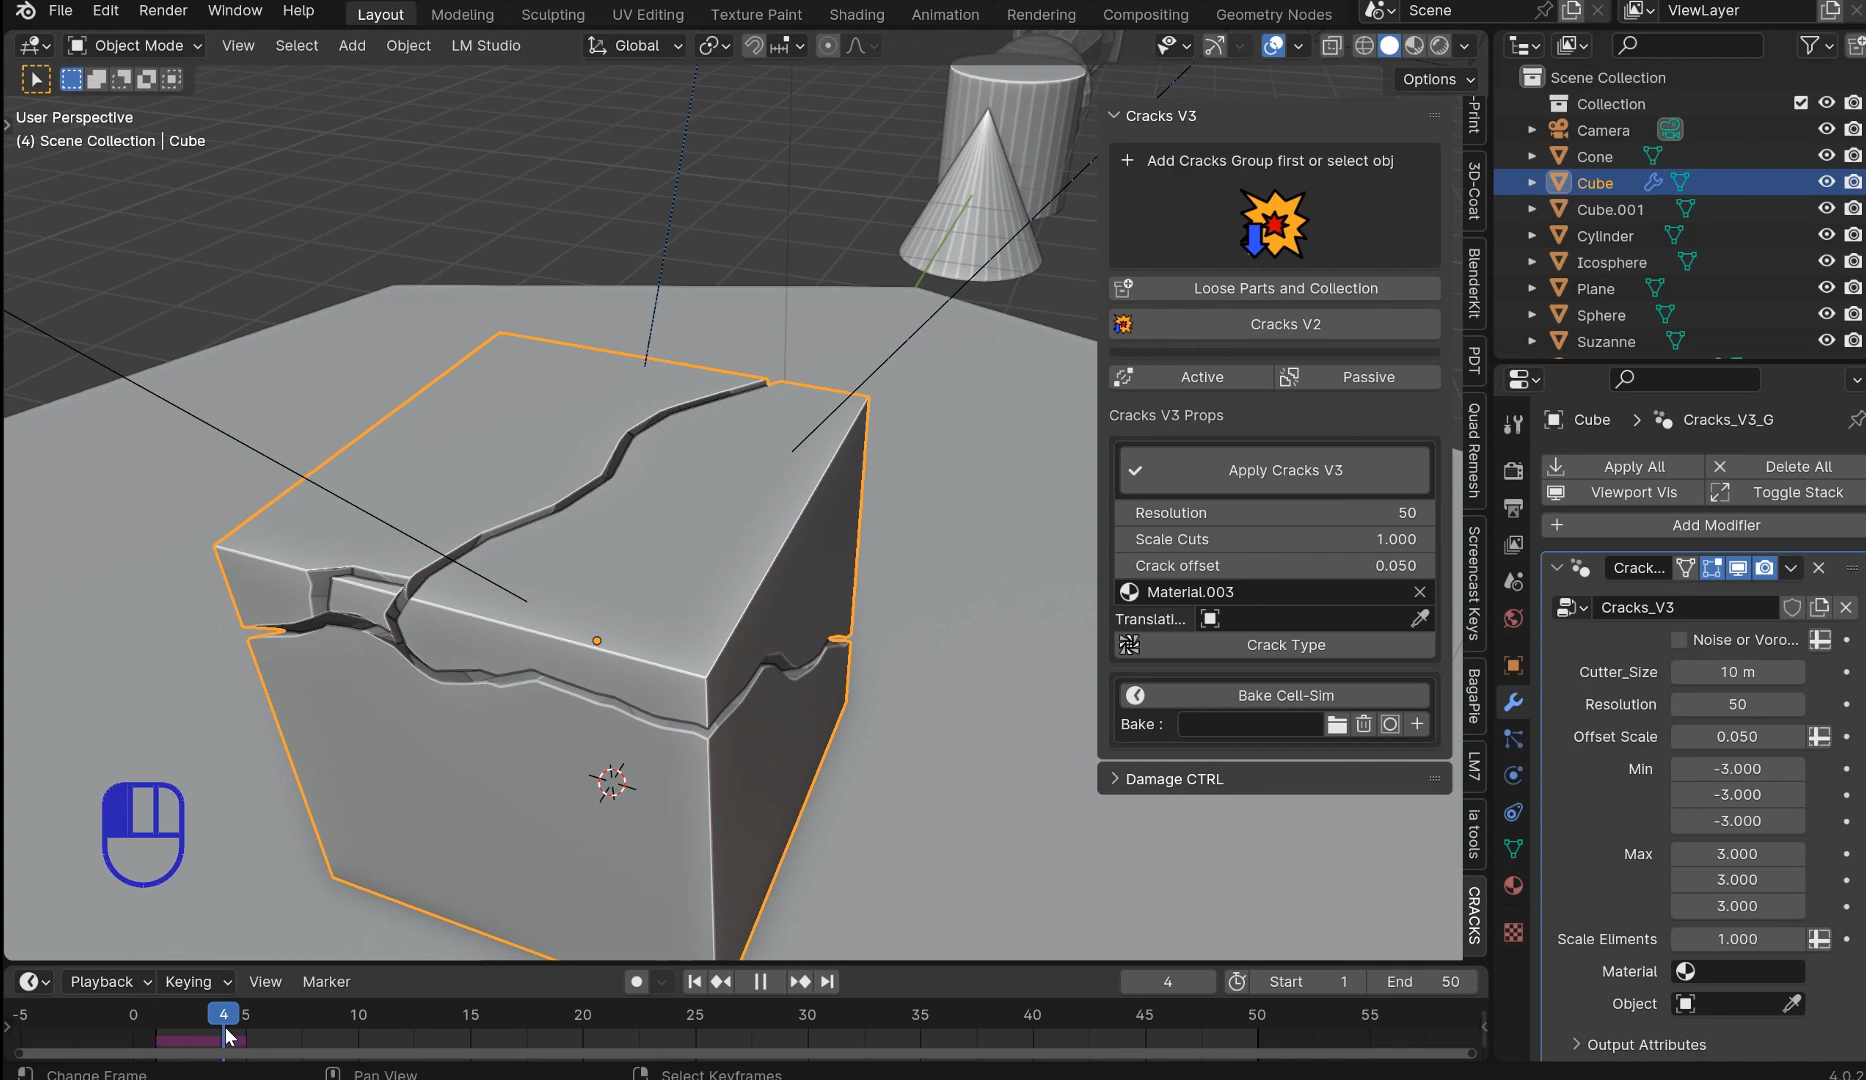 File Edit Render Window Help Layout Modeling Sculpting UV Editing Texture Paint Shading Animation Rendering Compositing Geometry Nodes Scene ViewLayer
Object Mode View Select Add Object LM Studio Global
Options
User Perspective
(4) Scene Collection | Cube
Cracks V3
Add Cracks Group first or select obj
Loose Parts and Collection
Cracks V2
Active Passive
Cracks V3 Props
Apply Cracks V3
Resolution 50
Scale Cuts 1.000
Crack offset 0.050
Material.003
Translati...
Crack Type
Bake Cell-Sim
Bake :
Damage CTRL
-Print
3D-Coat
BlenderKit
PDT
Quad Remesh
Screencast Keys
BagaPie
LM7
ia tools
CRACKS
Scene Collection
Collection
Camera
Cone
Cube
Cube.001
Cylinder
Icosphere
Plane
Sphere
Suzanne
Cube > Cracks_V3_G
Apply All Delete All
Viewport Vis Toggle Stack
Add Modifier
Crack...
Cracks_V3
Noise or Voro...
Cutter_Size 10 m
Resolution 50
Offset Scale 0.050
Min -3.000
-3.000
-3.000
Max 3.000
3.000
3.000
Scale Eliments 1.000
Material
Object
Output Attributes
Playback Keying View Marker 4 Start 1 End 50
-5 0 4 5 10 15 20 25 30 35 40 45 50 55
Change Frame Pan View Select Keyframes 4.0.2